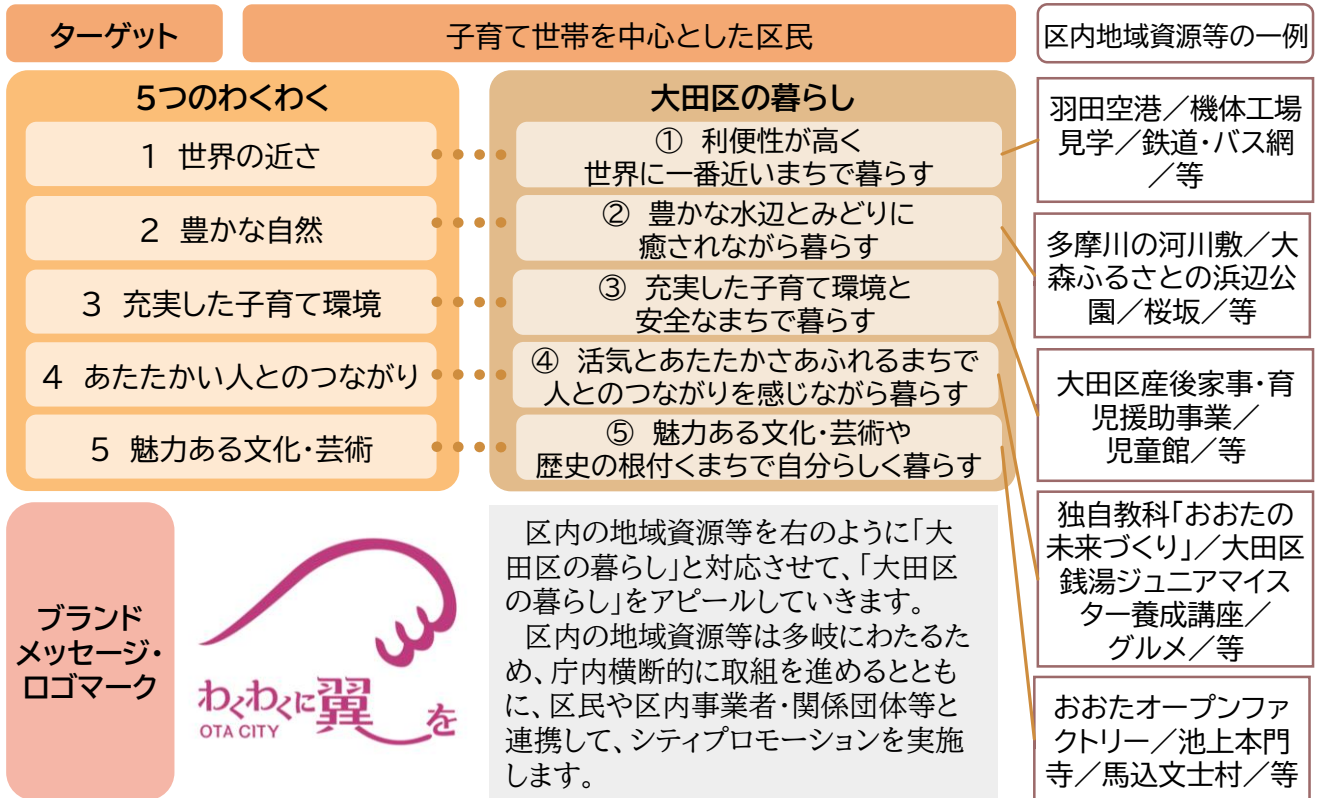 ターゲット
子育て世帯を中心とした区民
区内地域資源等の一例
5つのわくわく
1 世界の近さ
2 豊かな自然
3 充実した子育て環境
4 あたたかい人とのつながり
5 魅力ある文化・芸術
大田区の暮らし
① 利便性が高く
世界に一番近いまちで暮らす
② 豊かな水辺とみどりに
癒されながら暮らす
③ 充実した子育て環境と
安全なまちで暮らす
④ 活気とあたたかさあふれるまちで
人とのつながりを感じながら暮らす
⑤ 魅力ある文化・芸術や
歴史の根付くまちで自分らしく暮らす
羽田空港／機体工場
見学／鉄道・バス網
／等
多摩川の河川敷／大
森ふるさとの浜辺公
園／桜坂／等
大田区産後家事・育
児援助事業／
児童館／等
独自教科「おおたの
未来づくり」／大田区
銭湯ジュニアマイス
ター養成講座／
グルメ／等
おおたオープンファ
クトリー／池上本門
寺／馬込文士村／等
ブランド
メッセージ・
ロゴマーク
わくわくに翼を
OTA CITY
区内の地域資源等を右のように「大
田区の暮らし」と対応させて、「大田区
の暮らし」をアピールしていきます。
区内の地域資源等は多岐にわたるた
め、庁内横断的に取組を進めるととも
に、区民や区内事業者・関係団体等と
連携して、シティプロモーションを実施
します。